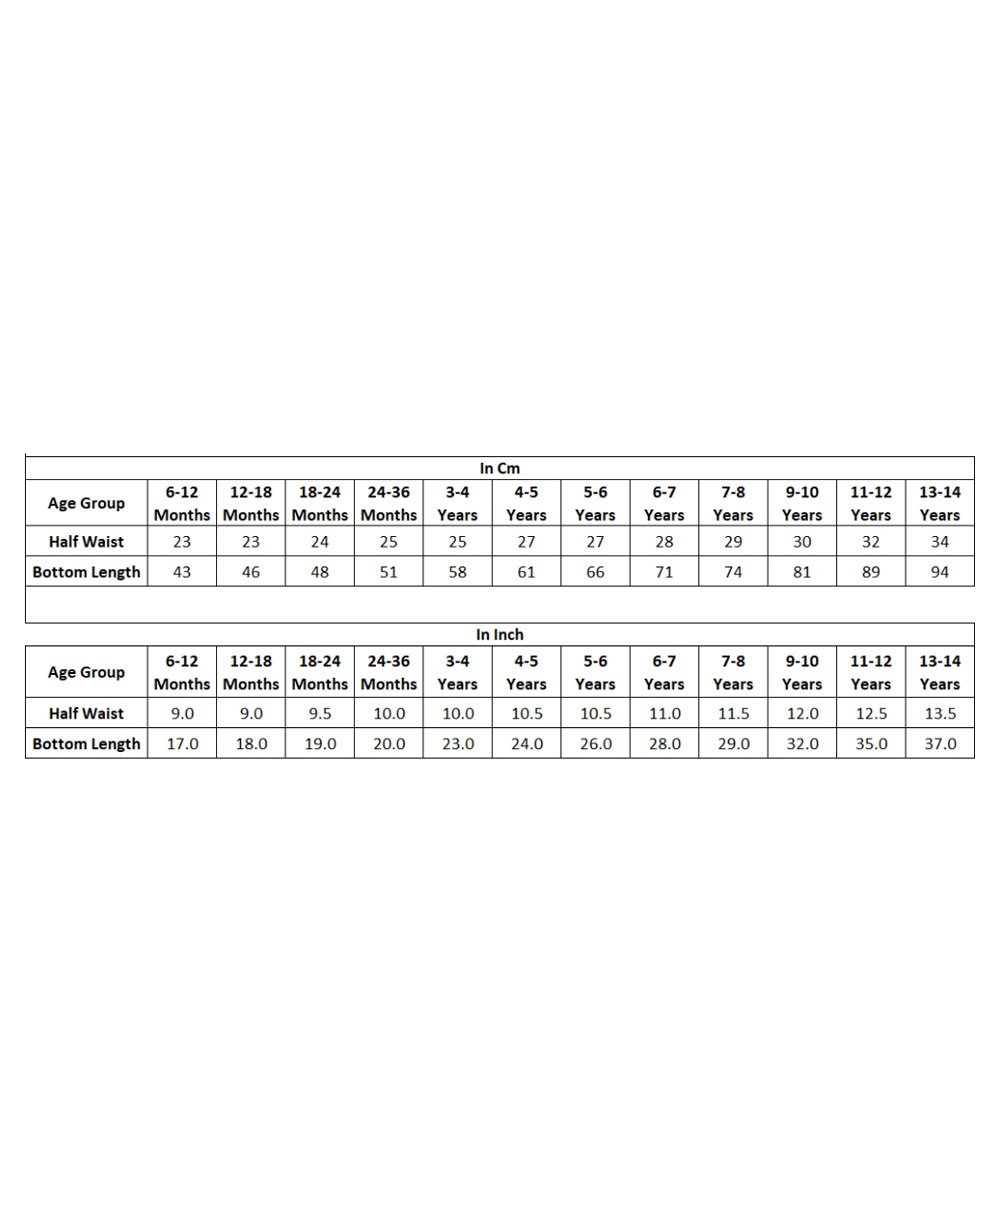 In Cm
Age Group 6-12 Months 12-18 Months 18-24 Months 24-36 Months 3-4 Years 4-5 Years 5-6 Years 6-7 Years 7-8 Years 9-10 Years 11-12 Years 13-14 Years
Half Waist 23 23 24 25 25 27 27 28 29 30 32 34
Bottom Length 43 46 48 51 58 61 66 71 74 81 89 94
In Inch
Age Group 6-12 Months 12-18 Months 18-24 Months 24-36 Months 3-4 Years 4-5 Years 5-6 Years 6-7 Years 7-8 Years 9-10 Years 11-12 Years 13-14 Years
Half Waist 9.0 9.0 9.5 10.0 10.0 10.5 10.5 11.0 11.5 12.0 12.5 13.5
Bottom Length 17.0 18.0 19.0 20.0 23.0 24.0 26.0 28.0 29.0 32.0 35.0 37.0